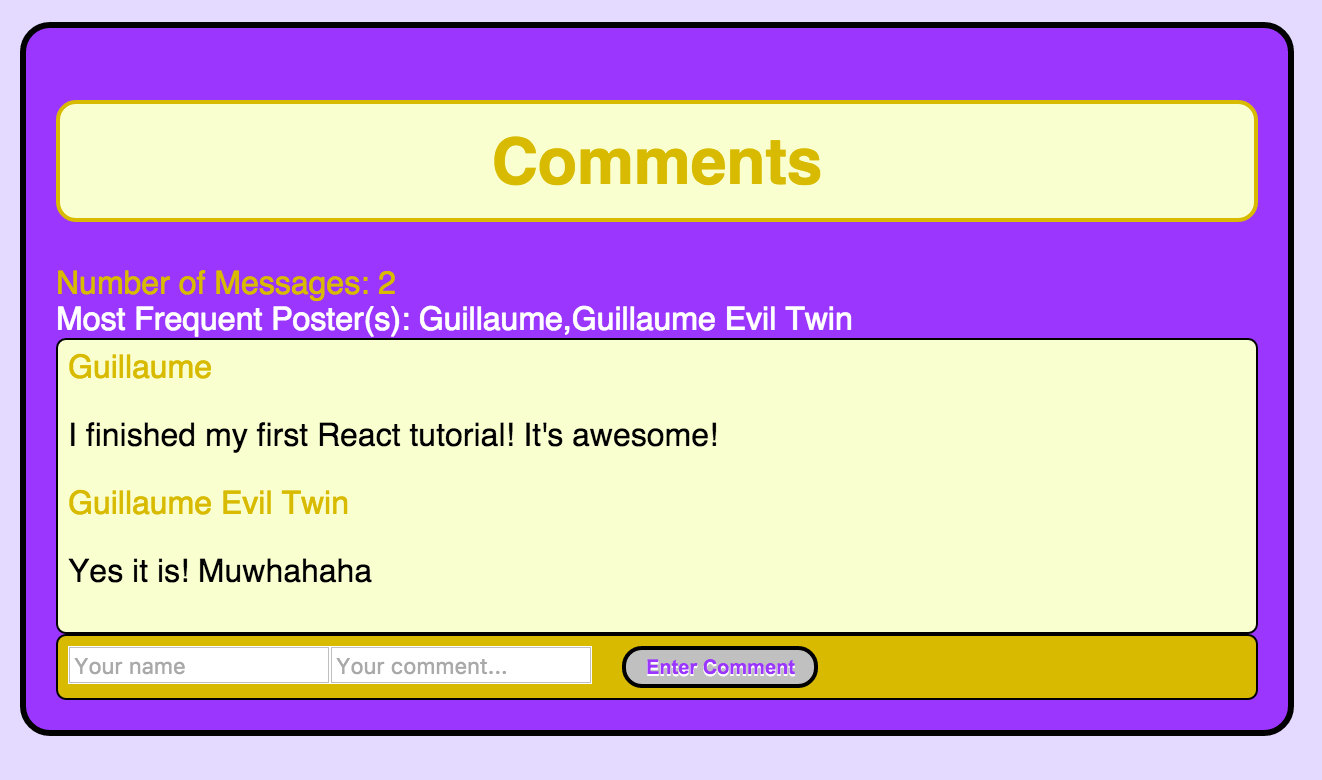 Comments
Number of Messages: 2
Most Frequent Poster(s): Guillaume,Guillaume Evil Twin
Guillaume
I finished my first React tutorial! It's awesome!
Guillaume Evil Twin
Yes it is! Muwhahaha
Your name Your comment... Enter Comment